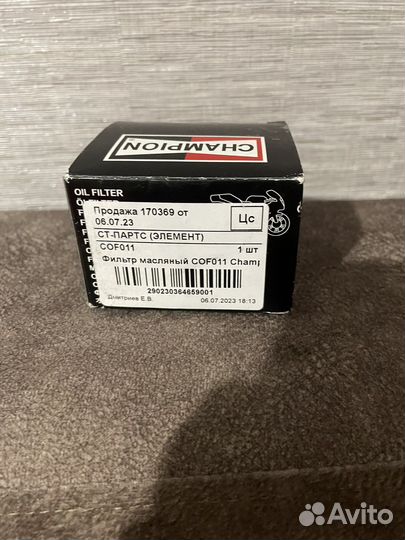 CHAMPION
OIL FILTER
Продажа 170369 от
06.07.23
Цс
СТ-ПАРТС (ЭЛЕМЕНТ)
COF011
1 шт
Фильтр масляный COF011 Champ
290230364659001
Дмитриев Е.В.
06.07.2023 18:13
Avito